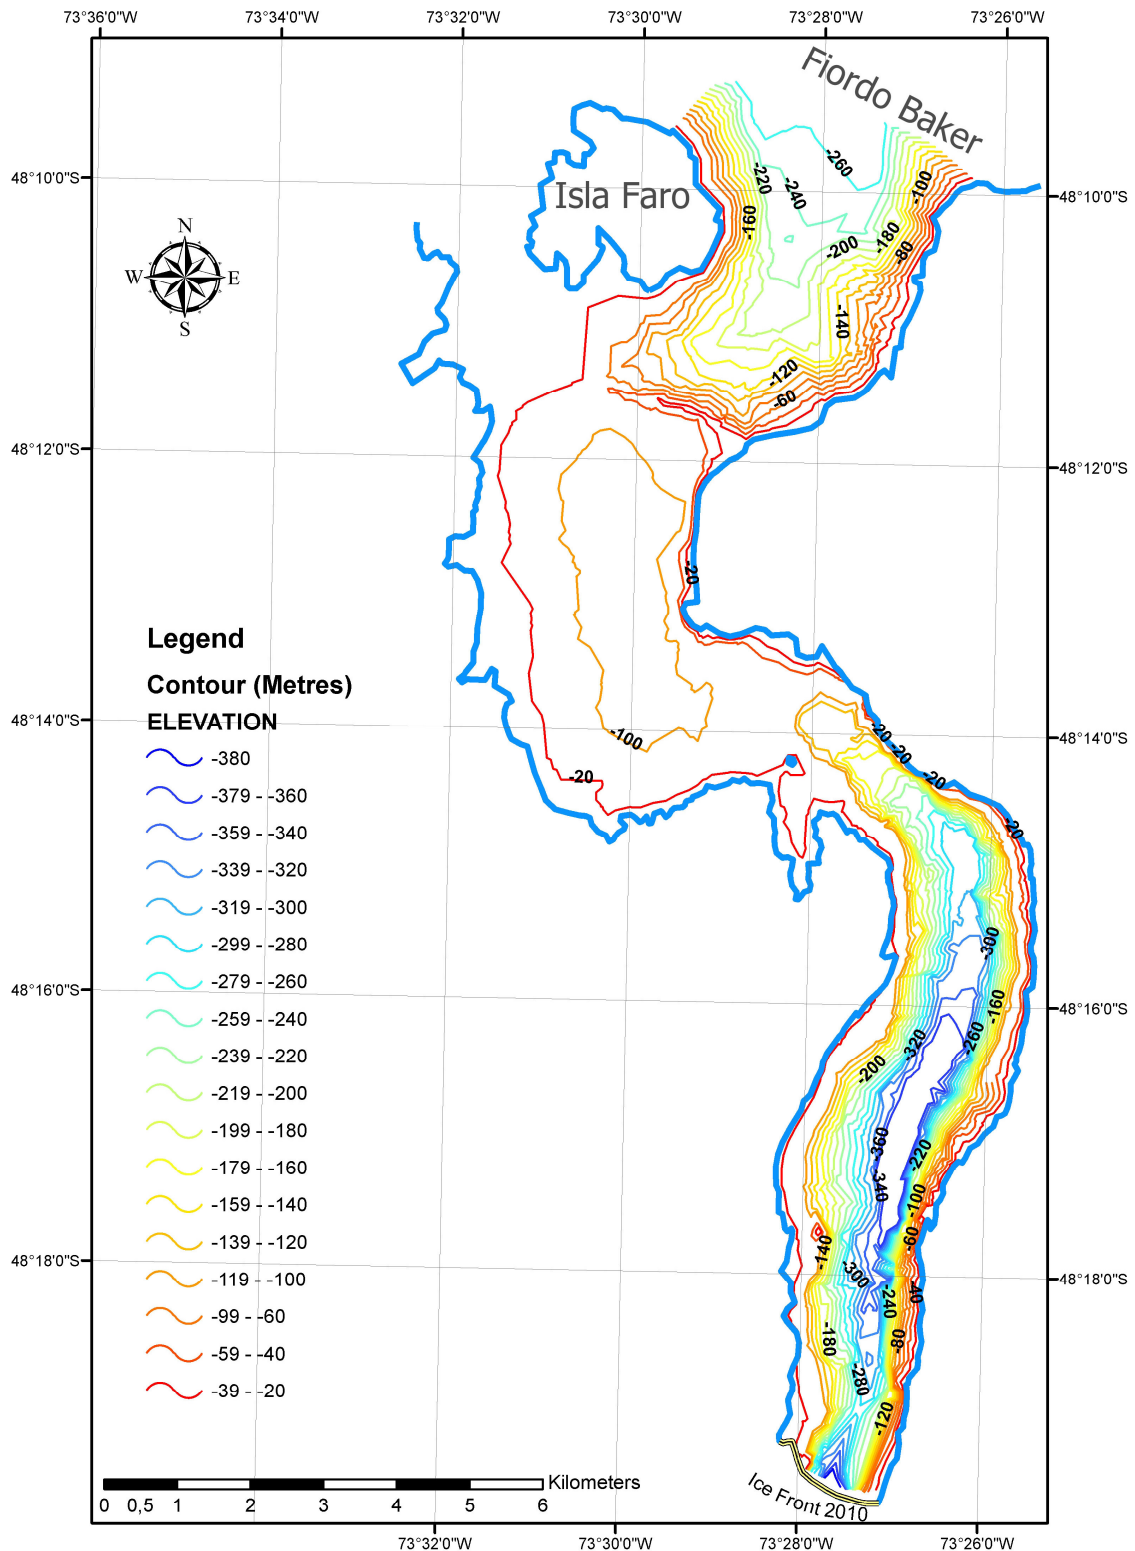 73°36'0"W 73°34'0"W 73°32'0"W 73°30'0"W 73°28'0"W 73°26'0"W
Fiordo Baker
-260
-220
-240
-100
48°10'0"S
Isla Faro
48°10'0"S
-160
N
-180
-200
-80
W E
S
-140
-120
-60
48°12'0"S
48°12'0"S
-20
Legend
Contour (Metres)
ELEVATION
48°14'0"S
-100
-20
48°14'0"S
-20
-20
-20
-20
-380
-379 - -360
-359 - -340
-339 - -320
-319 - -300
-299 - -280
-279 - -260
-259 - -240
-239 - -220
-219 - -200
-199 - -180
-179 - -160
-159 - -140
-139 - -120
-119 - -100
-99 - -60
-59 - -40
-39 - -20
-300
48°16'0"S
-160
48°16'0"S
-260
-320
-200
-360
-220
-340
-100
-60
-140
48°18'0"S
-300
48°18'0"S
-40
-240
-180
-80
-280
-120
Kilometers
0 0,5 1 2 3 4 5 6
Ice Front 2010
73°32'0"W 73°30'0"W 73°28'0"W 73°26'0"W